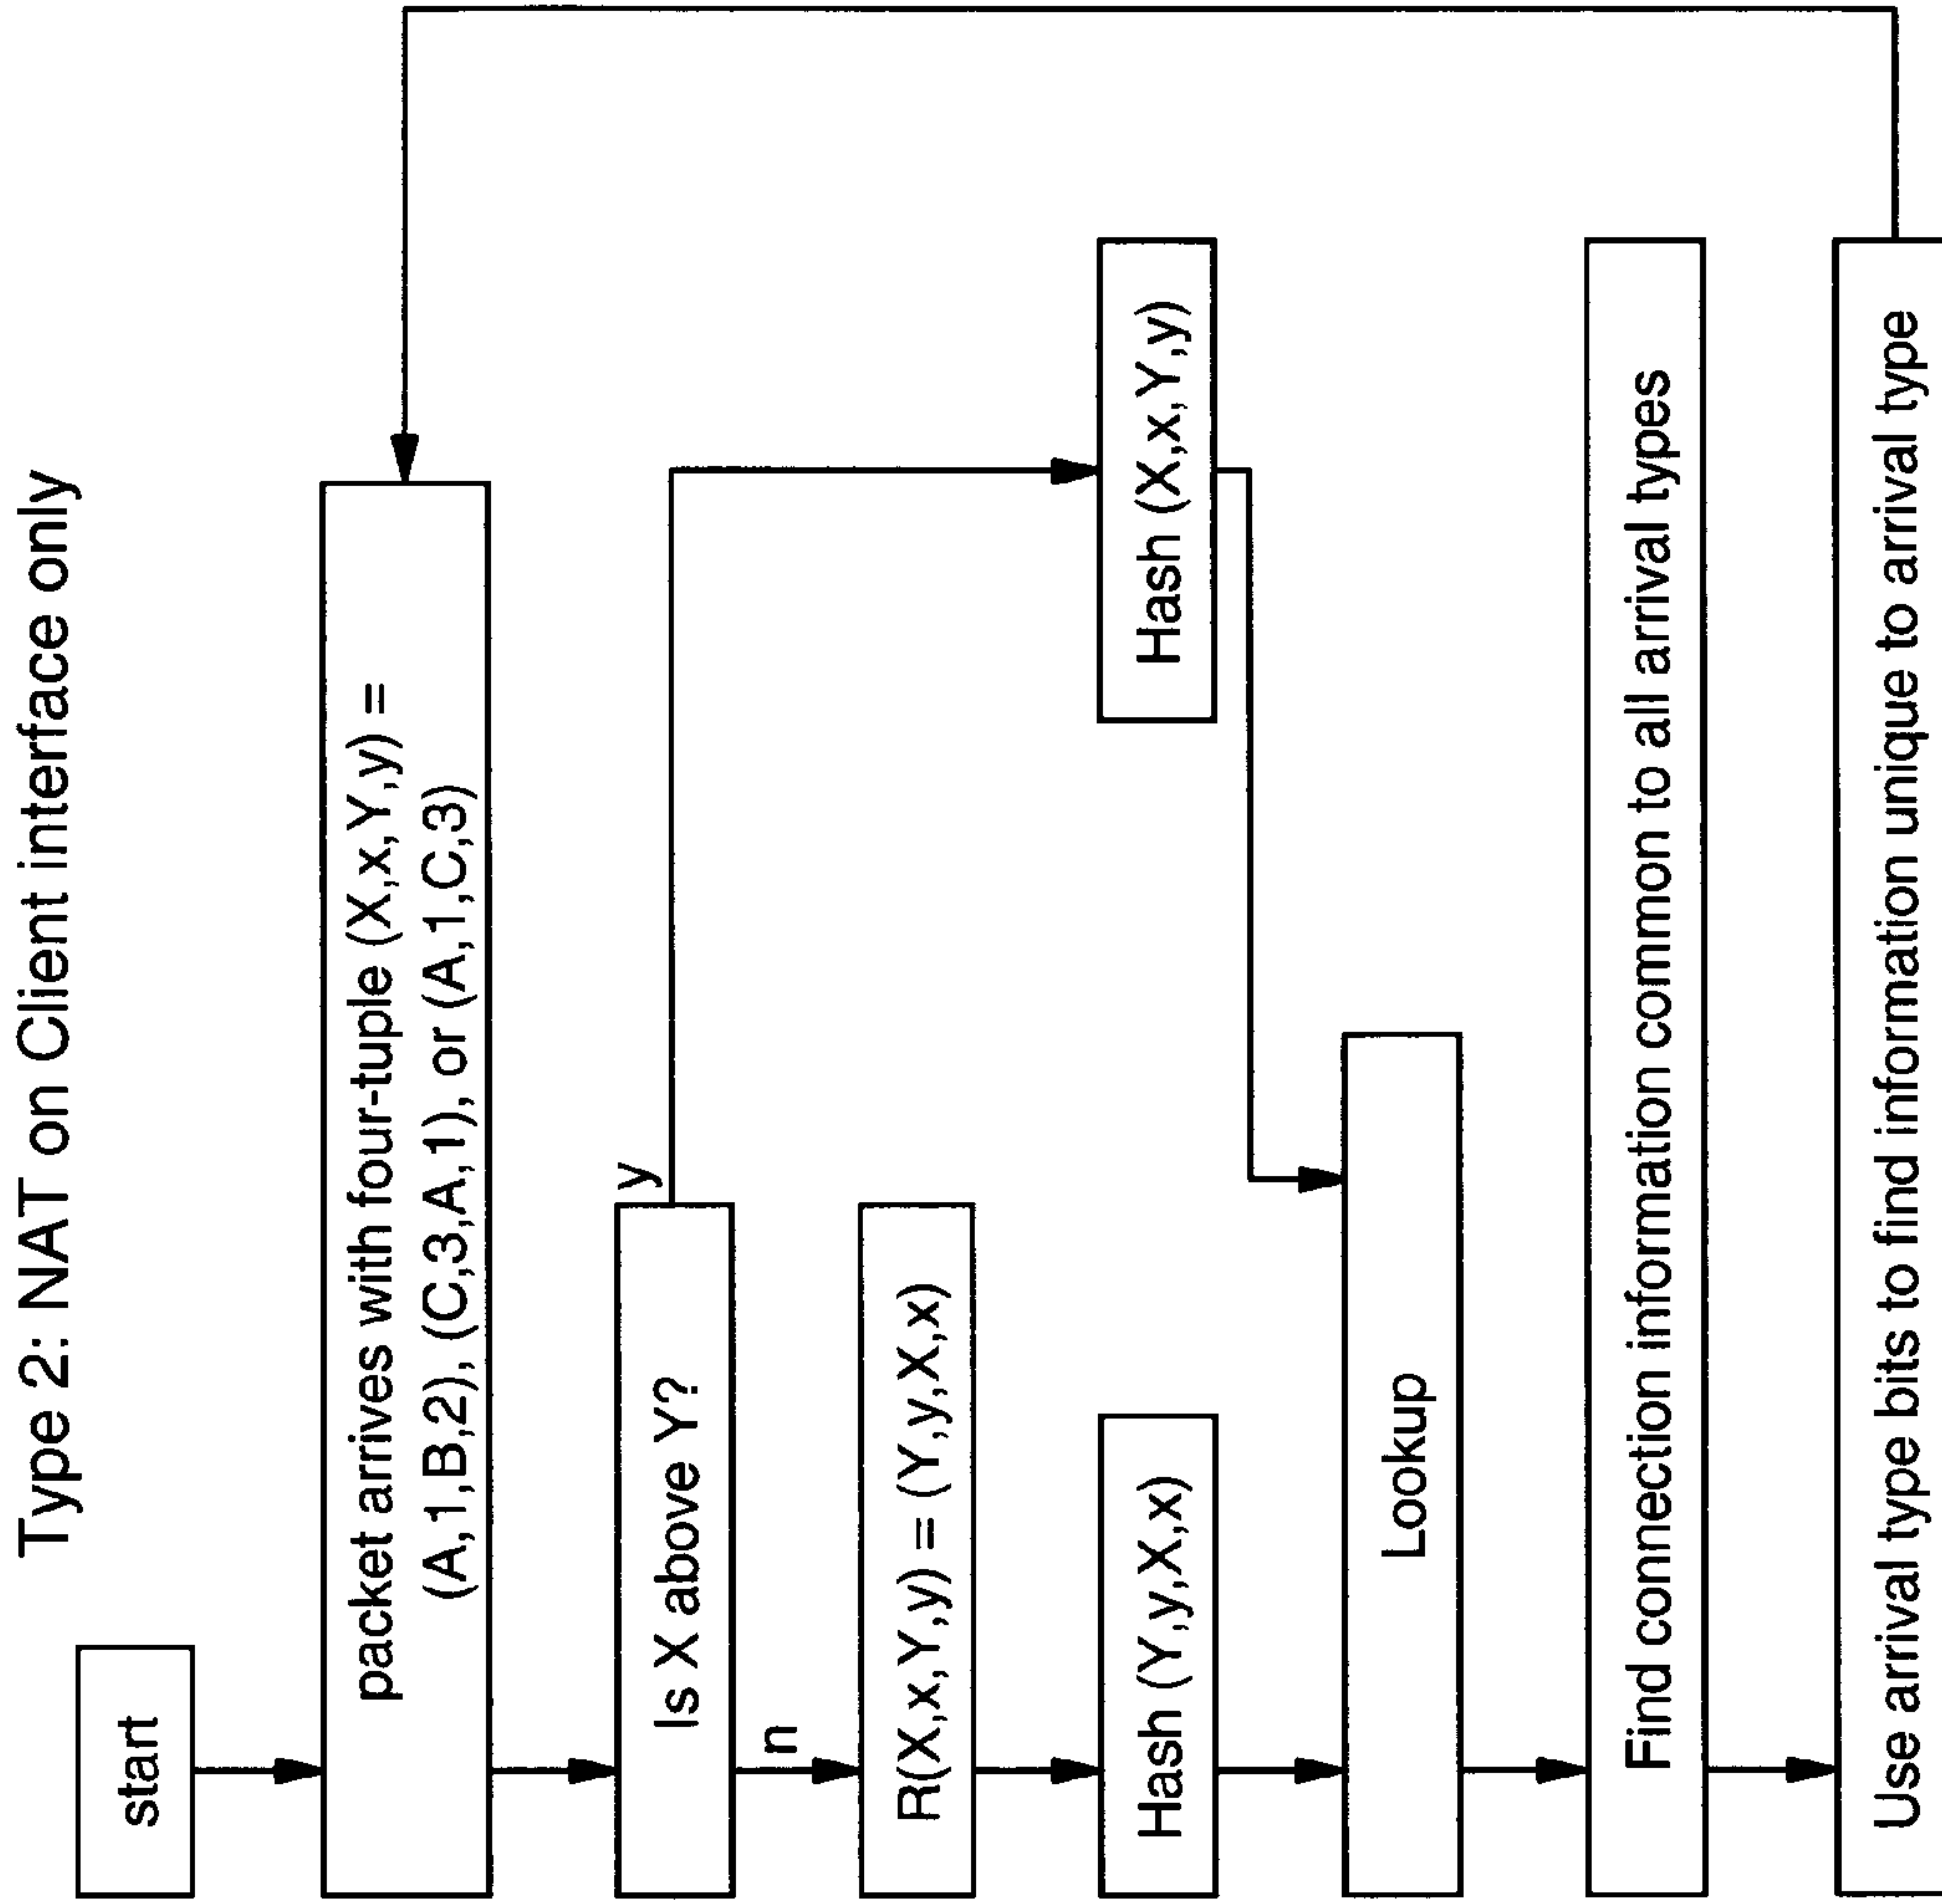 Type 2: NAT on Client interface only
start
packet arrives with four-tuple (X,x,Y,y) =
(A,1,B,2), (C,3,A,1), or (A,1,C,3)
Is X above Y?
y
n
R(X,x,Y,y) = (Y,y,X,x)
Hash (Y,y,X,x)
Hash (X,x,Y,y)
Lookup
Find connection information common to all arrival types
Use arrival type bits to find information unique to arrival type